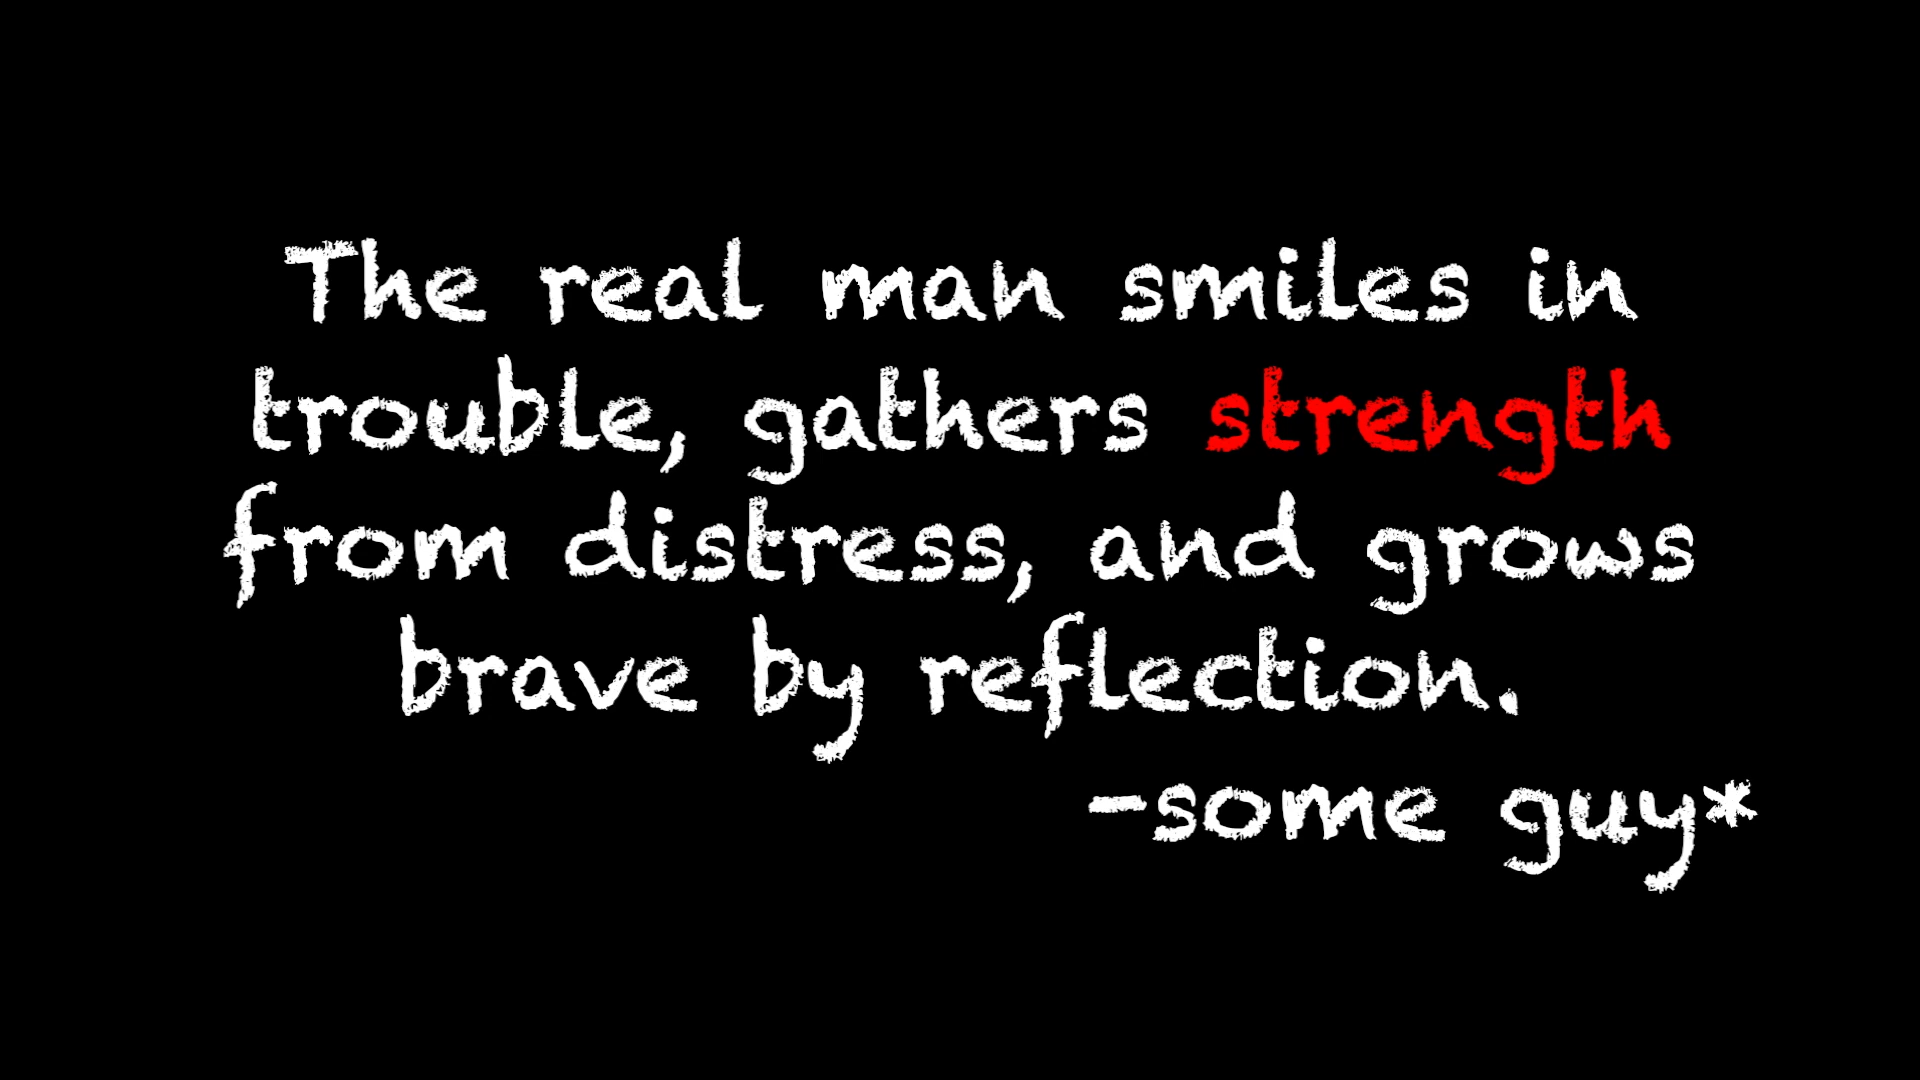 The real man smiles in
trouble, gathers strength
from distress, and grows
brave by reflection.
-some guy*